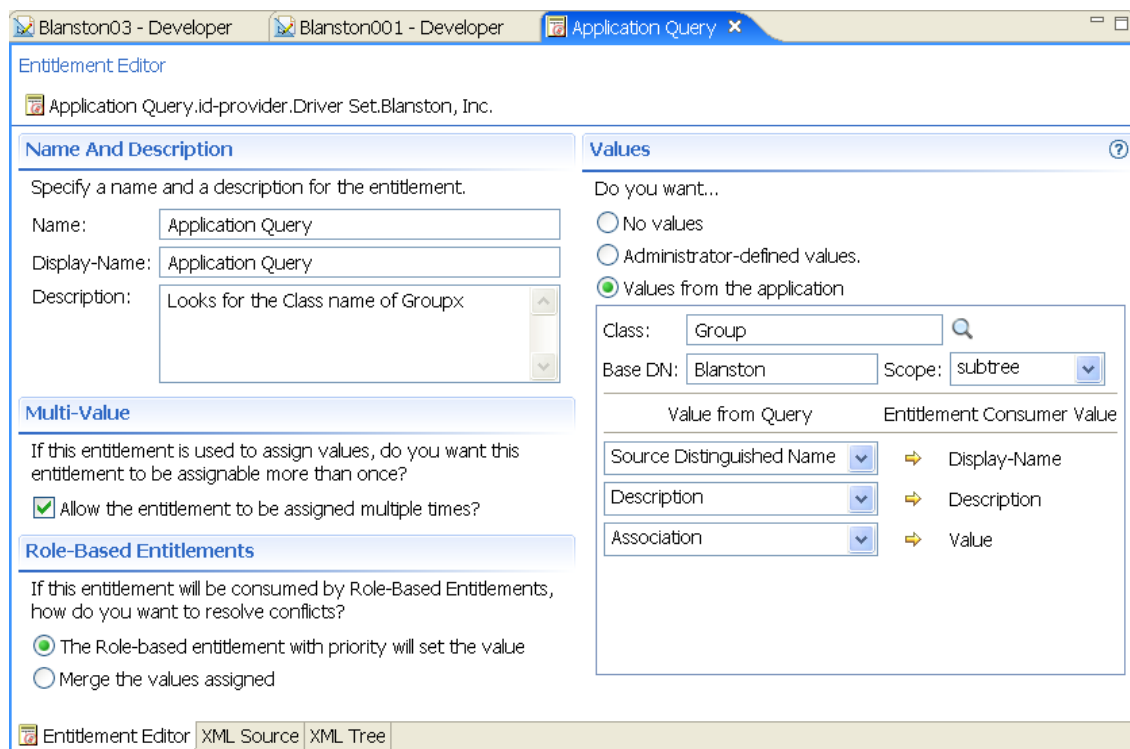 Blanston03 - Developer
Blanston001 - Developer
Application Query
Entitlement Editor
Application Query.id-provider.Driver Set.Blanston, Inc.
Name And Description
Specify a name and a description for the entitlement.
Name: Application Query
Display-Name: Application Query
Description: Looks for the Class name of Groupx
Multi-Value
If this entitlement is used to assign values, do you want this
entitlement to be assignable more than once?
Allow the entitlement to be assigned multiple times?
Role-Based Entitlements
If this entitlement will be consumed by Role-Based Entitlements,
how do you want to resolve conflicts?
The Role-based entitlement with priority will set the value
Merge the values assigned
Values
?
Do you want...
No values
Administrator-defined values.
Values from the application
Class: Group
Base DN: Blanston Scope: subtree
Value from Query Entitlement Consumer Value
Source Distinguished Name Display-Name
Description Description
Association Value
Entitlement Editor XML Source XML Tree